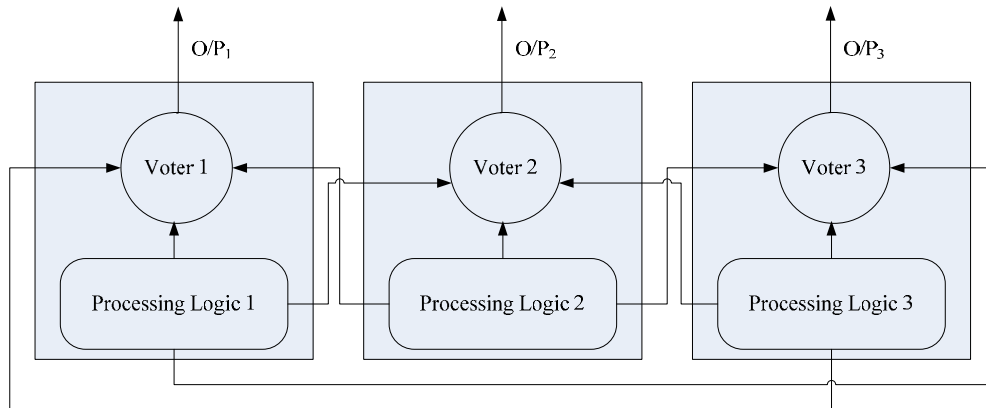 O/P₁
O/P₂
O/P₃
Voter 1
Voter 2
Voter 3
Processing Logic 1
Processing Logic 2
Processing Logic 3